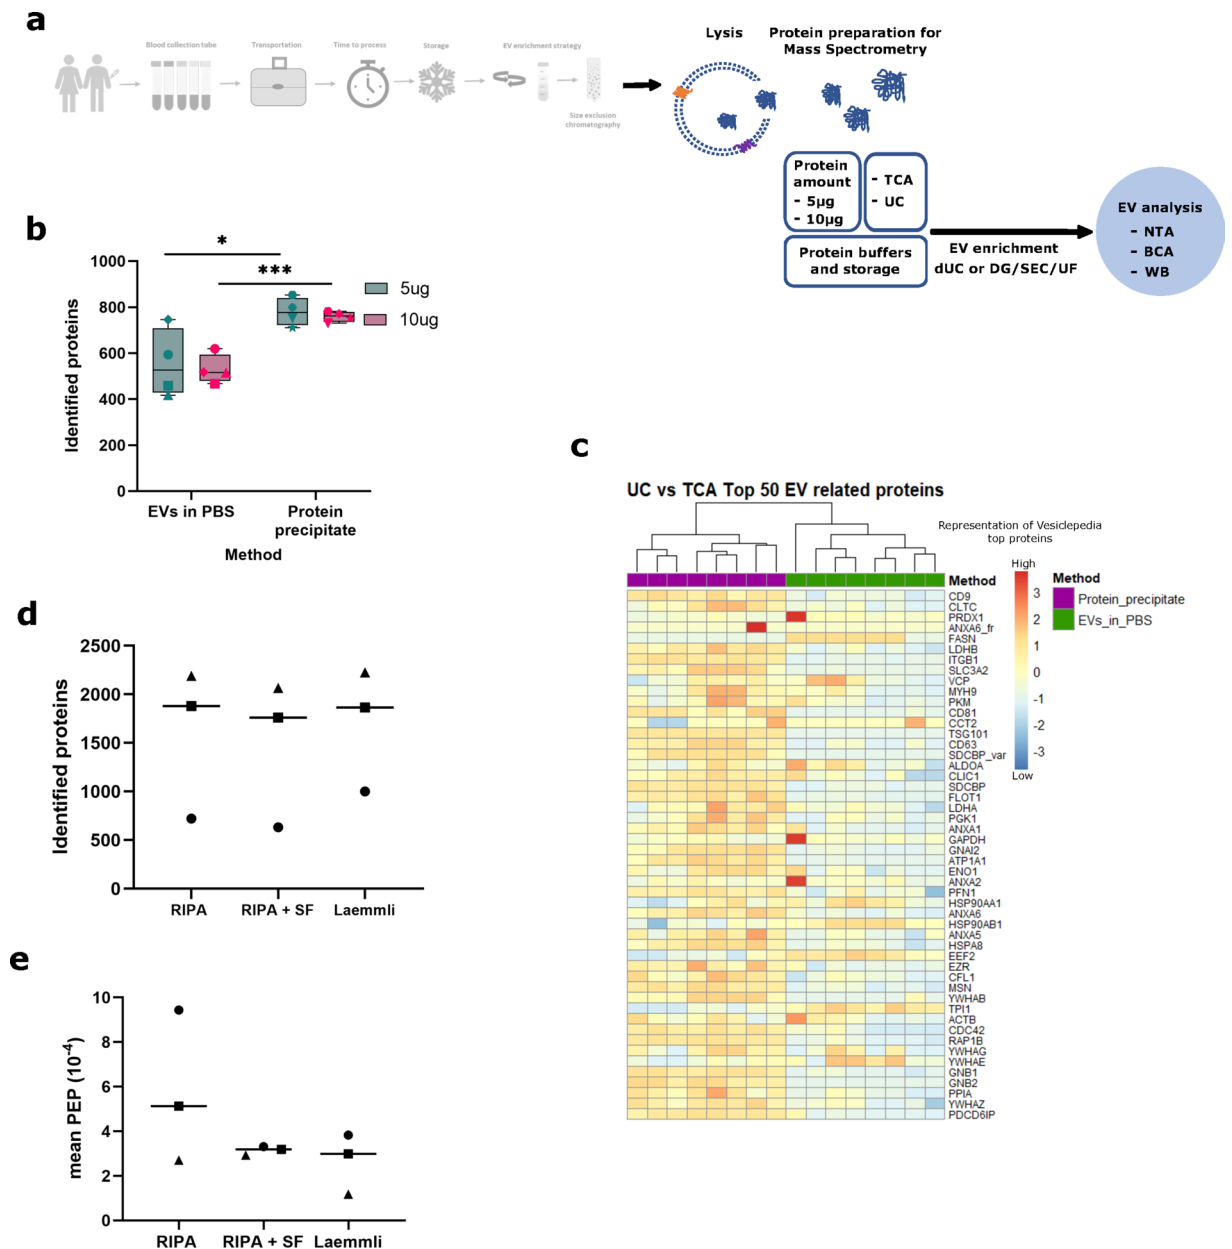 a
Blood collection tube
Transportation
Time to process
Storage
EV enrichment strategy
Size exclusion
chromatography
Lysis
Protein preparation for
Mass Spectrometry
Protein
amount
- 5µg
- 10µg
- TCA
- UC
Protein buffers
and storage
EV enrichment
dUC or DG/SEC/UF
EV analysis
- NTA
- BCA
- WB
b
*
***
1000
800
600
400
200
0
Identified proteins
5ug
10ug
EVs in PBS
Protein
precipitate
Method
c
UC vs TCA Top 50 EV related proteins
Representation of Vesiclepedia
top proteins
High
3
2
1
0
-1
-2
-3
Low
Method
Protein_precipitate
EVs_in_PBS
Method
CD9
CLTC
PRDX1
ANXA6_fr
FASN
LDHB
ITGB1
SLC3A2
VCP
MYH9
PKM
CD81
CCT2
TSG101
CD63
SDCBP_var
ALDOA
CLIC1
SDCBP
FLOT1
LDHA
PGK1
ANXA1
GAPDH
GNAI2
ATP1A1
ENO1
ANXA2
PFN1
HSP90AA1
ANXA6
HSP90AB1
ANXA5
HSPA8
EEF2
EZR
CFL1
MSN
YWHAB
TPI1
ACTB
CDC42
RAP1B
YWHAG
YWHAE
GNB1
GNB2
PPIA
YWHAZ
PDCD6IP
d
2500
2000
1500
1000
500
0
Identified proteins
RIPA
RIPA + SF
Laemmli
e
10
8
6
4
2
0
mean PEP (10⁻⁴)
RIPA
RIPA + SF
Laemmli